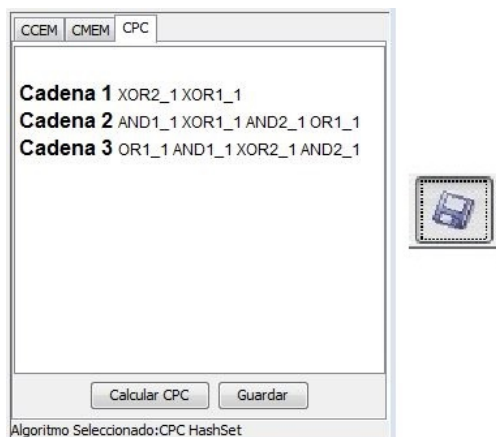 CCEM CMEM CPC
Cadena 1 XOR2_1 XOR1_1
Cadena 2 AND1_1 XOR1_1 AND2_1 OR1_1
Cadena 3 OR1_1 AND1_1 XOR2_1 AND2_1
Calcular CPC Guardar
Algoritmo Seleccionado:CPC HashSet